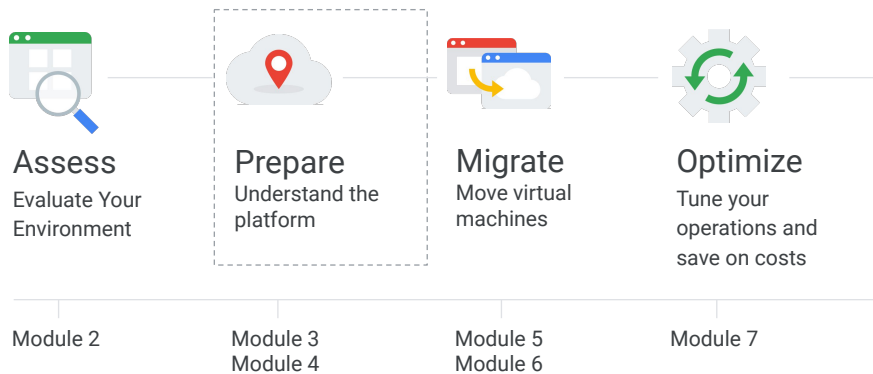 Assess
Evaluate Your
Environment
Prepare
Understand the
platform
Migrate
Move virtual
machines
Optimize
Tune your
operations and
save on costs
Module 2
Module 3
Module 4
Module 5
Module 6
Module 7